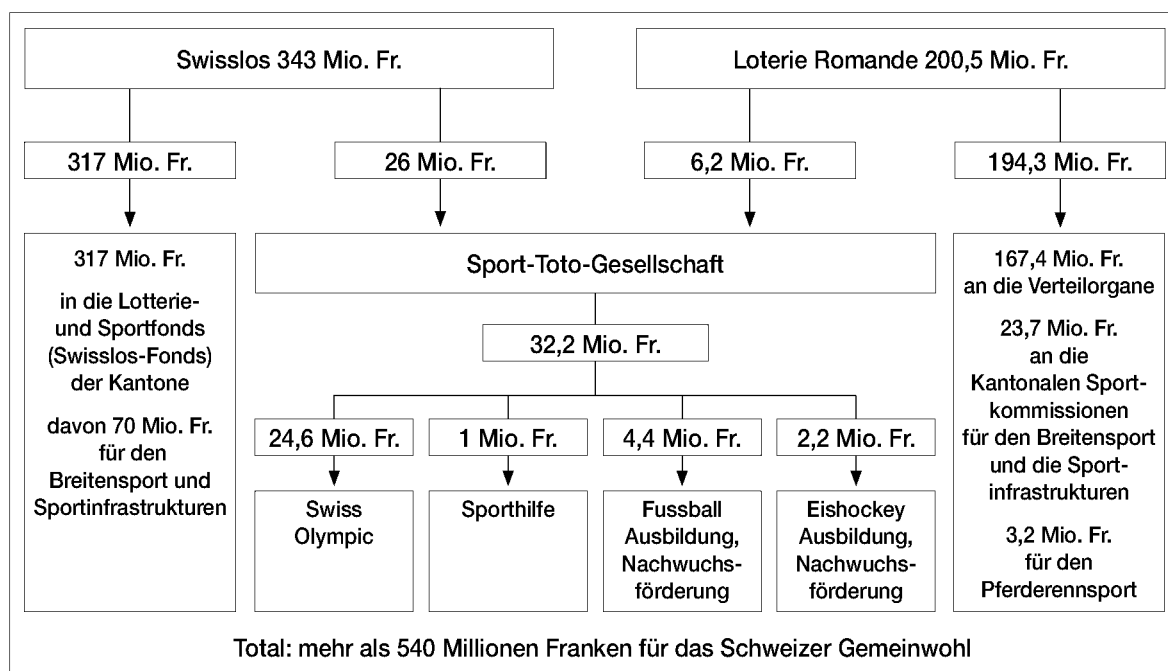 Swisslos 343 Mio. Fr.
Loterie Romande 200,5 Mio. Fr.
317 Mio. Fr.
26 Mio. Fr.
6,2 Mio. Fr.
194,3 Mio. Fr.
317 Mio. Fr.
in die Lotterie-
und Sportfonds
(Swisslos-Fonds)
der Kantone
davon 70 Mio. Fr.
für den
Breitensport und
Sportinfrastrukturen
Sport-Toto-Gesellschaft
32,2 Mio. Fr.
24,6 Mio. Fr.
1 Mio. Fr.
4,4 Mio. Fr.
2,2 Mio. Fr.
Swiss
Olympic
Sporthilfe
Fussball
Ausbildung,
Nachwuchs-
förderung
Eishockey
Ausbildung,
Nachwuchs-
förderung
167,4 Mio. Fr.
an die Verteilorgane
23,7 Mio. Fr.
an die
Kantonalen Sport-
kommissionen
für den Breitensport
und die Sport-
infrastrukturen
3,2 Mio. Fr.
für den
Pferderennsport
Total: mehr als 540 Millionen Franken für das Schweizer Gemeinwohl